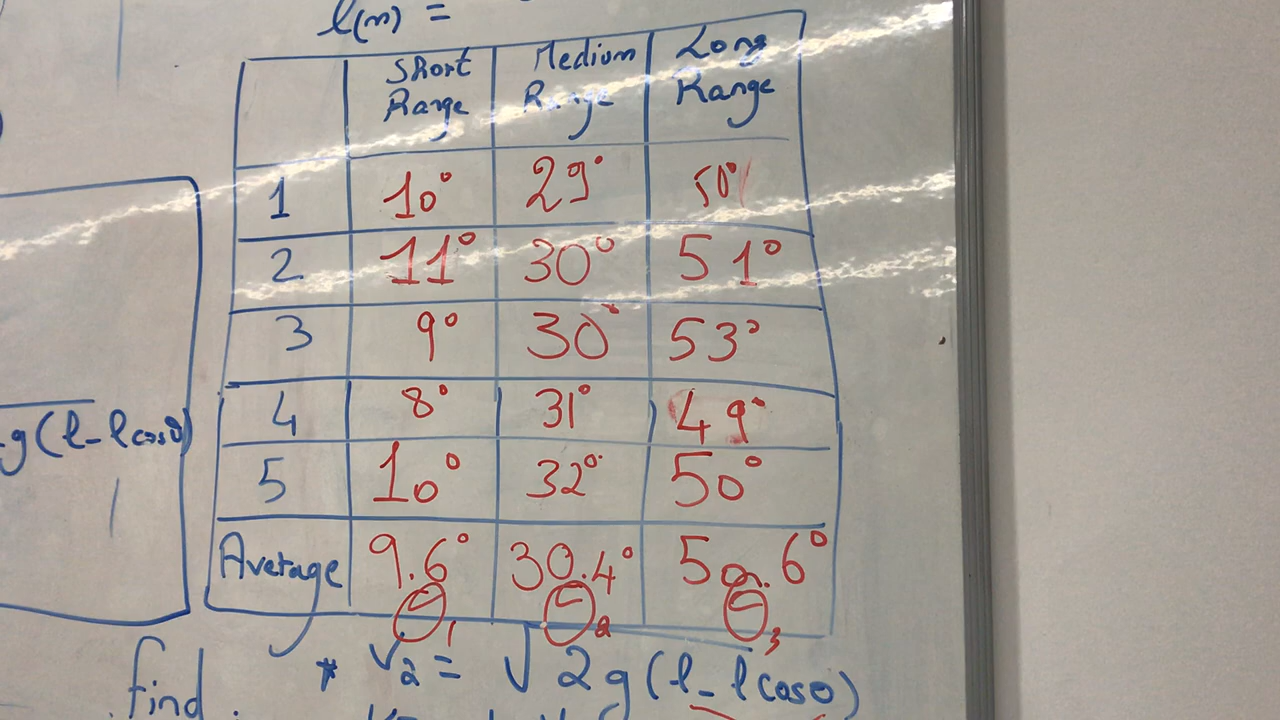 l(m) =
Short Range Medium Range Long Range
1 10° 29° 50°
2 11° 30° 51°
3 9° 30° 53°
4 8° 31° 49°
5 10° 32° 50°
Average 9.6° 30.4° 50.6°
θ₁ θ₂ θ₃
g(l - l cosθ)
find.
* v₂ = √2g(l - l cosθ)